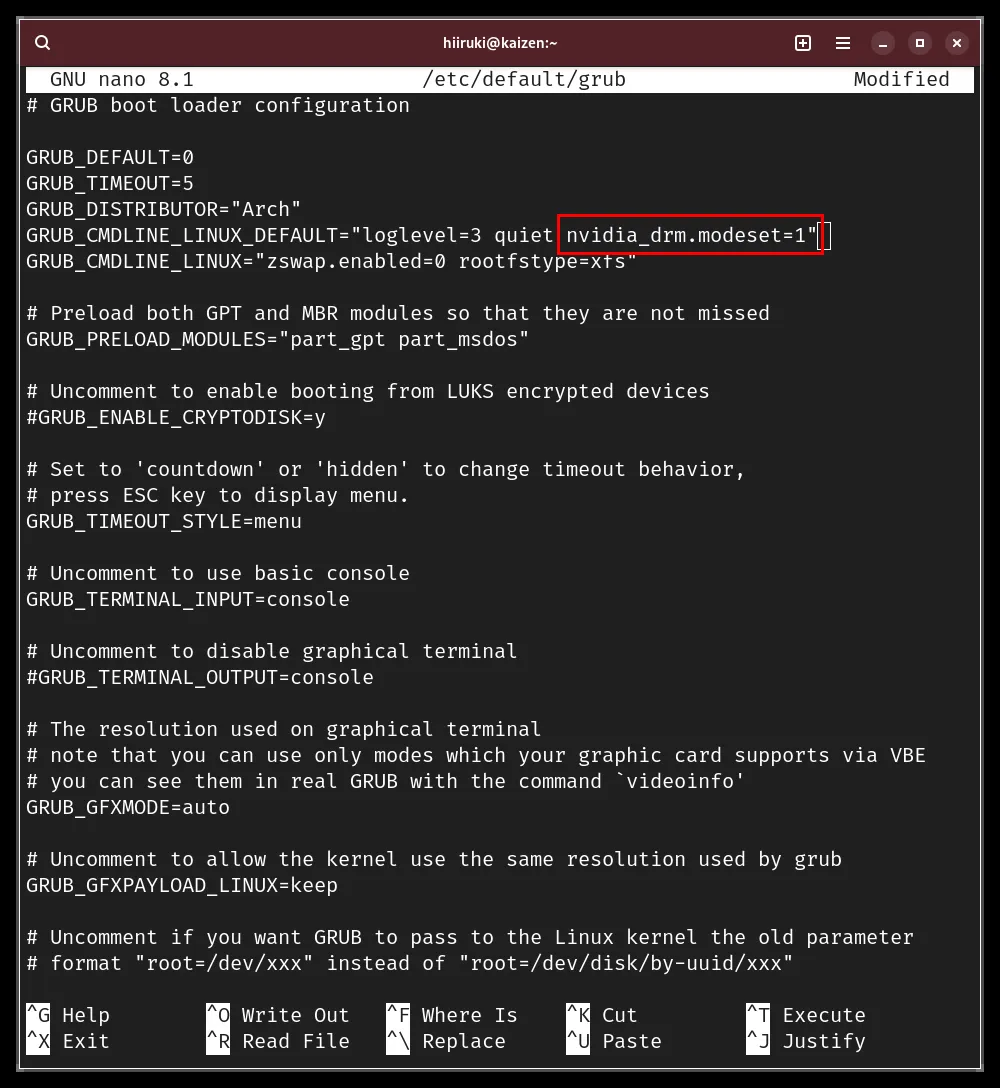 hiiruki@kaizen:~
GNU nano 8.1 /etc/default/grub Modified
# GRUB boot loader configuration
GRUB_DEFAULT=0
GRUB_TIMEOUT=5
GRUB_DISTRIBUTOR="Arch"
GRUB_CMDLINE_LINUX_DEFAULT="loglevel=3 quiet nvidia_drm.modeset=1"
GRUB_CMDLINE_LINUX="zswap.enabled=0 rootfstype=xfs"
# Preload both GPT and MBR modules so that they are not missed
GRUB_PRELOAD_MODULES="part_gpt part_msdos"
# Uncomment to enable booting from LUKS encrypted devices
#GRUB_ENABLE_CRYPTODISK=y
# Set to 'countdown' or 'hidden' to change timeout behavior,
# press ESC key to display menu.
GRUB_TIMEOUT_STYLE=menu
# Uncomment to use basic console
GRUB_TERMINAL_INPUT=console
# Uncomment to disable graphical terminal
#GRUB_TERMINAL_OUTPUT=console
# The resolution used on graphical terminal
# note that you can use only modes which your graphic card supports via VBE
# you can see them in real GRUB with the command `videoinfo'
GRUB_GFXMODE=auto
# Uncomment to allow the kernel use the same resolution used by grub
GRUB_GFXPAYLOAD_LINUX=keep
# Uncomment if you want GRUB to pass to the Linux kernel the old parameter
# format "root=/dev/xxx" instead of "root=/dev/disk/by-uuid/xxx"
^G Help ^O Write Out ^F Where Is ^K Cut ^T Execute
^X Exit ^R Read File ^\ Replace ^U Paste ^J Justify